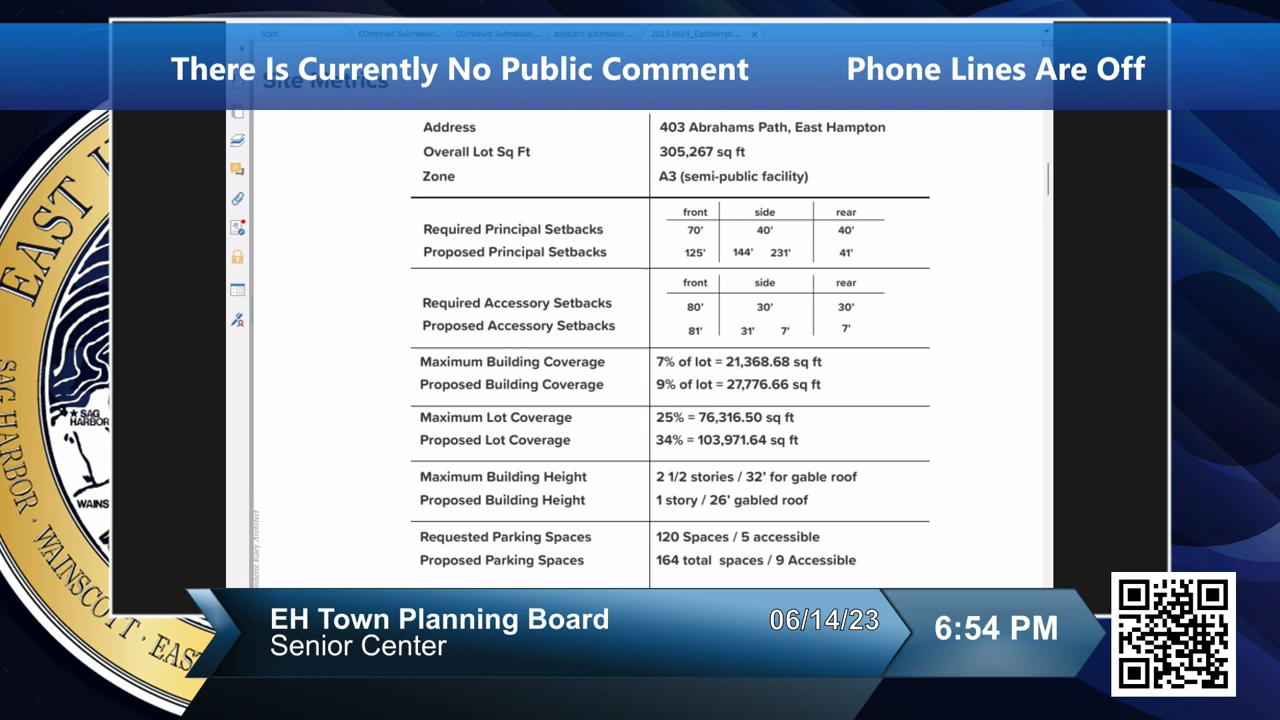 Start COmbined Submission... COmbined Submission... applicant submission ... 2023-0614_EastHampt...
There Is Currently No Public Comment Phone Lines Are Off
Site Metrics
Address 403 Abrahams Path, East Hampton
Overall Lot Sq Ft 305,267 sq ft
Zone A3 (semi-public facility)
front side rear
Required Principal Setbacks 70' 40' 40'
Proposed Principal Setbacks 125' 144' 231' 41'
front side rear
Required Accessory Setbacks 80' 30' 30'
Proposed Accessory Setbacks 81' 31' 7' 7'
Maximum Building Coverage 7% of lot = 21,368.68 sq ft
Proposed Building Coverage 9% of lot = 27,776.66 sq ft
Maximum Lot Coverage 25% = 76,316.50 sq ft
Proposed Lot Coverage 34% = 103,971.64 sq ft
Maximum Building Height 2 1/2 stories / 32' for gable roof
Proposed Building Height 1 story / 26' gabled roof
Requested Parking Spaces 120 Spaces / 5 accessible
Proposed Parking Spaces 164 total spaces / 9 Accessible
EH Town Planning Board
Senior Center
06/14/23
6:54 PM
EAST H
SAG HARBOR · WAINSCOTT · EAS
SAG
HARBOR
WAINS